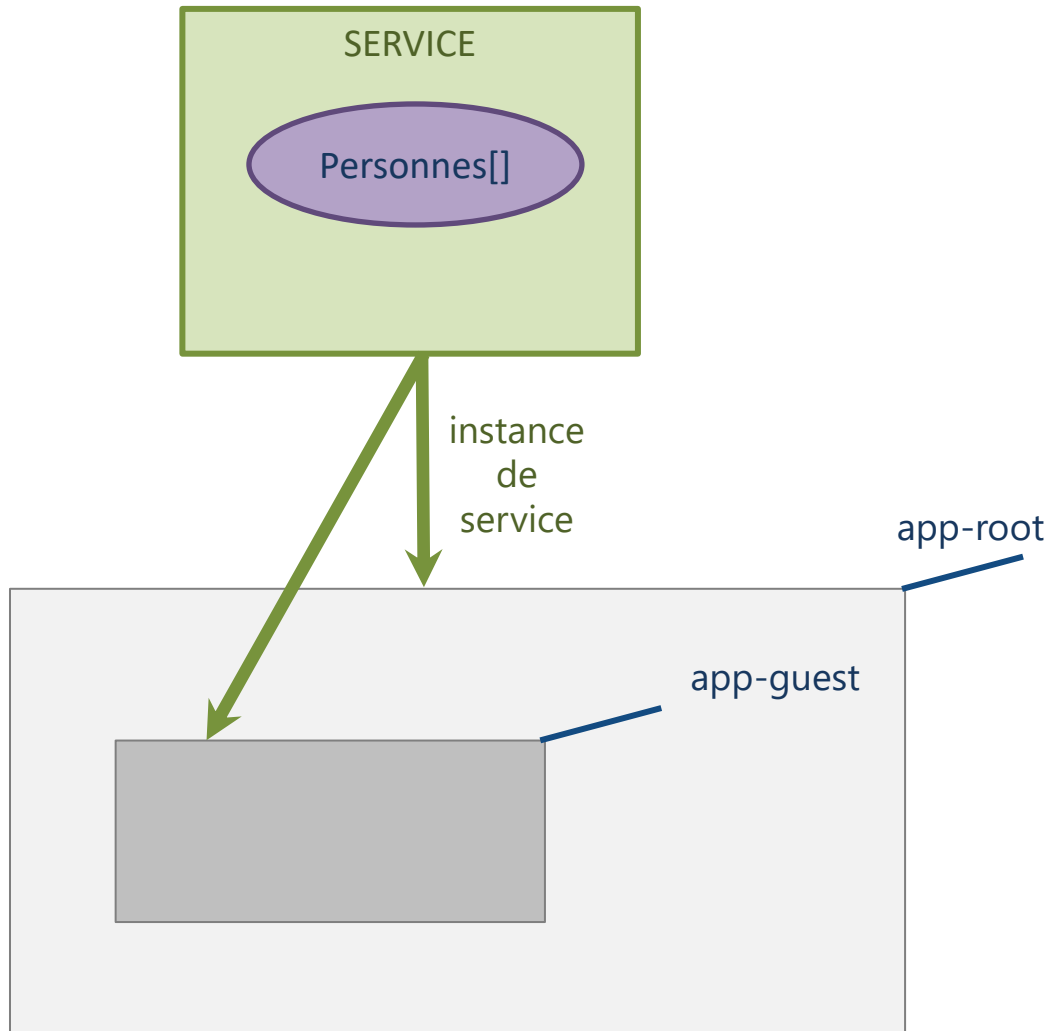 SERVICE
Personnes[]
instance
de
service
app-root
app-guest